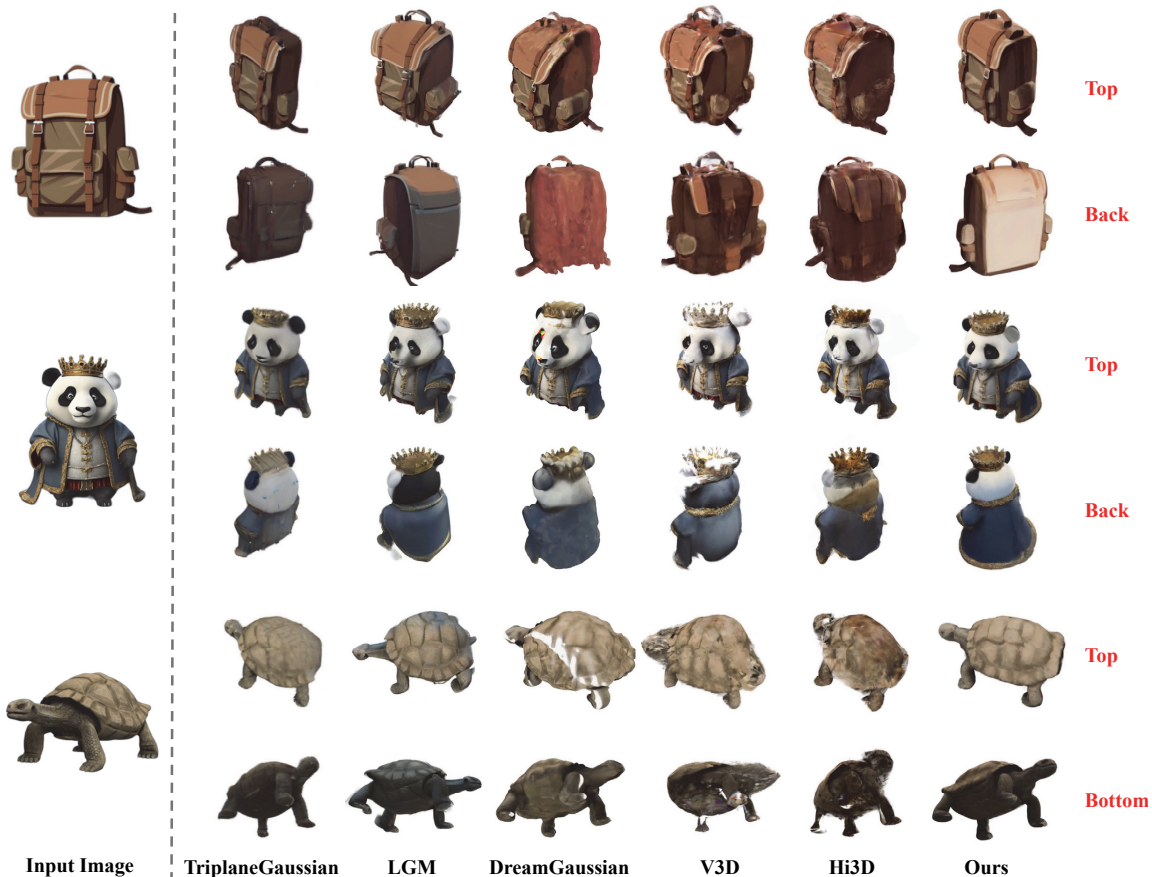 Top
Back
Top
Back
Top
Bottom
Input Image TriplaneGaussian LGM DreamGaussian V3D Hi3D Ours